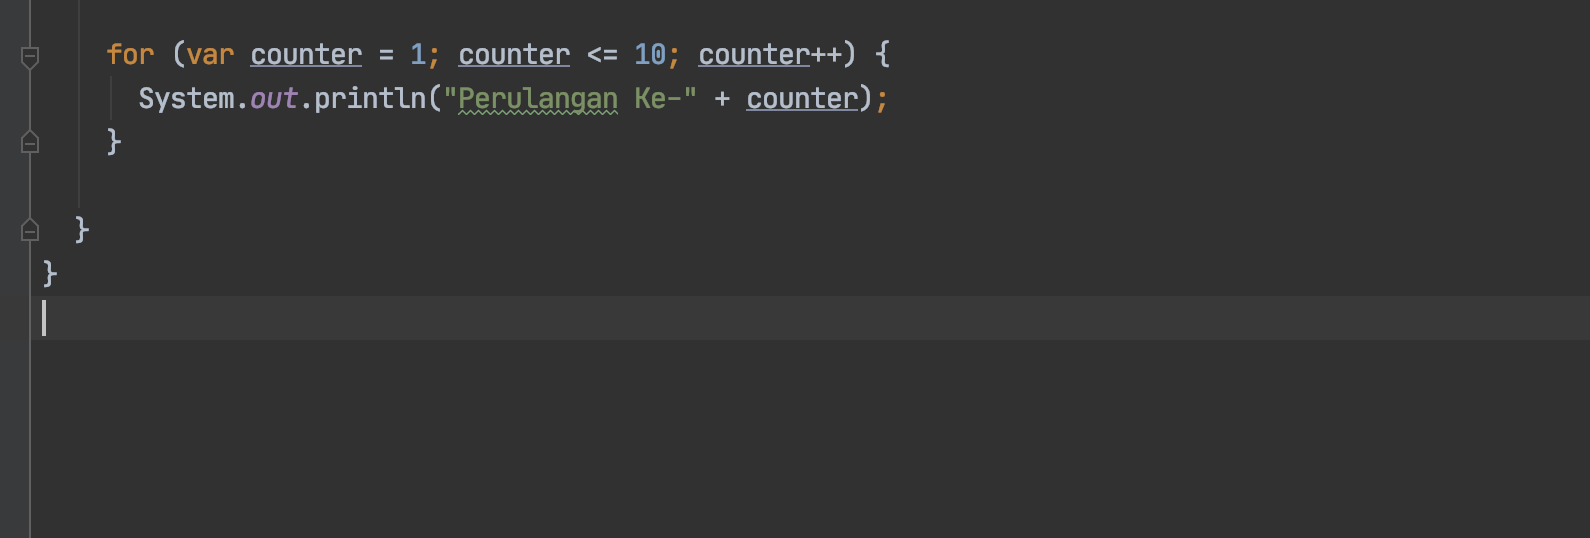 for (var counter = 1; counter <= 10; counter++) {
System.out.println("Perulangan Ke-" + counter);
}
}
}